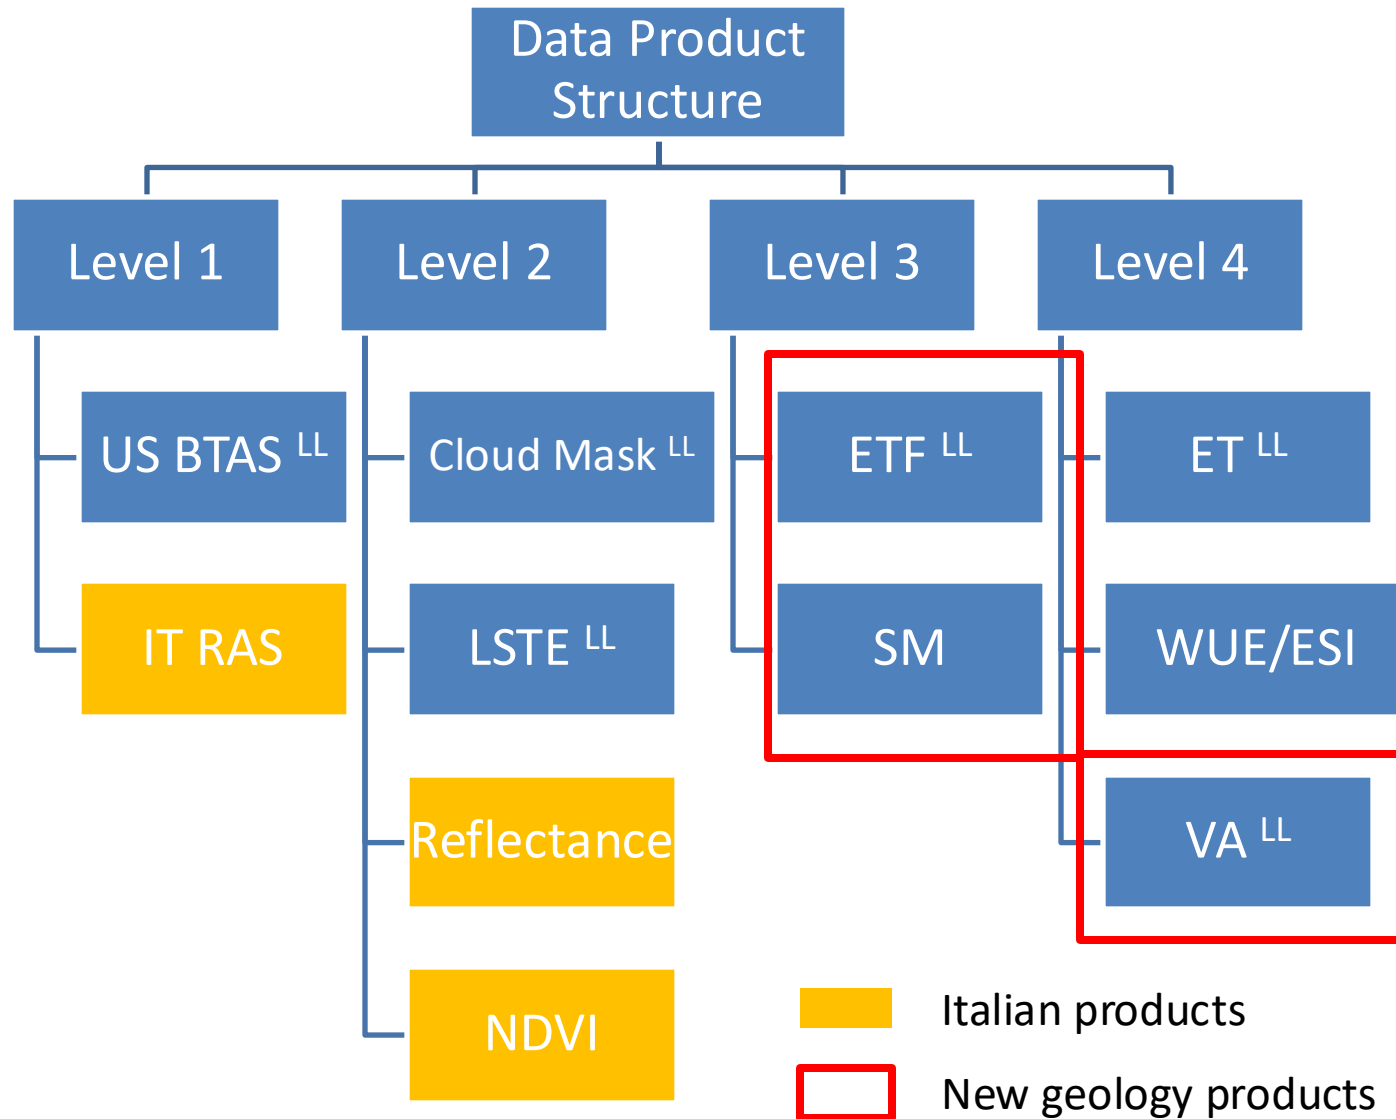 Data Product
Structure
Level 1
Level 2
Level 3
Level 4
US BTAS LL
Cloud Mask LL
ETF LL
ET LL
IT RAS
LSTE LL
SM
WUE/ESI
Reflectance
VA LL
NDVI
Italian products
New geology products